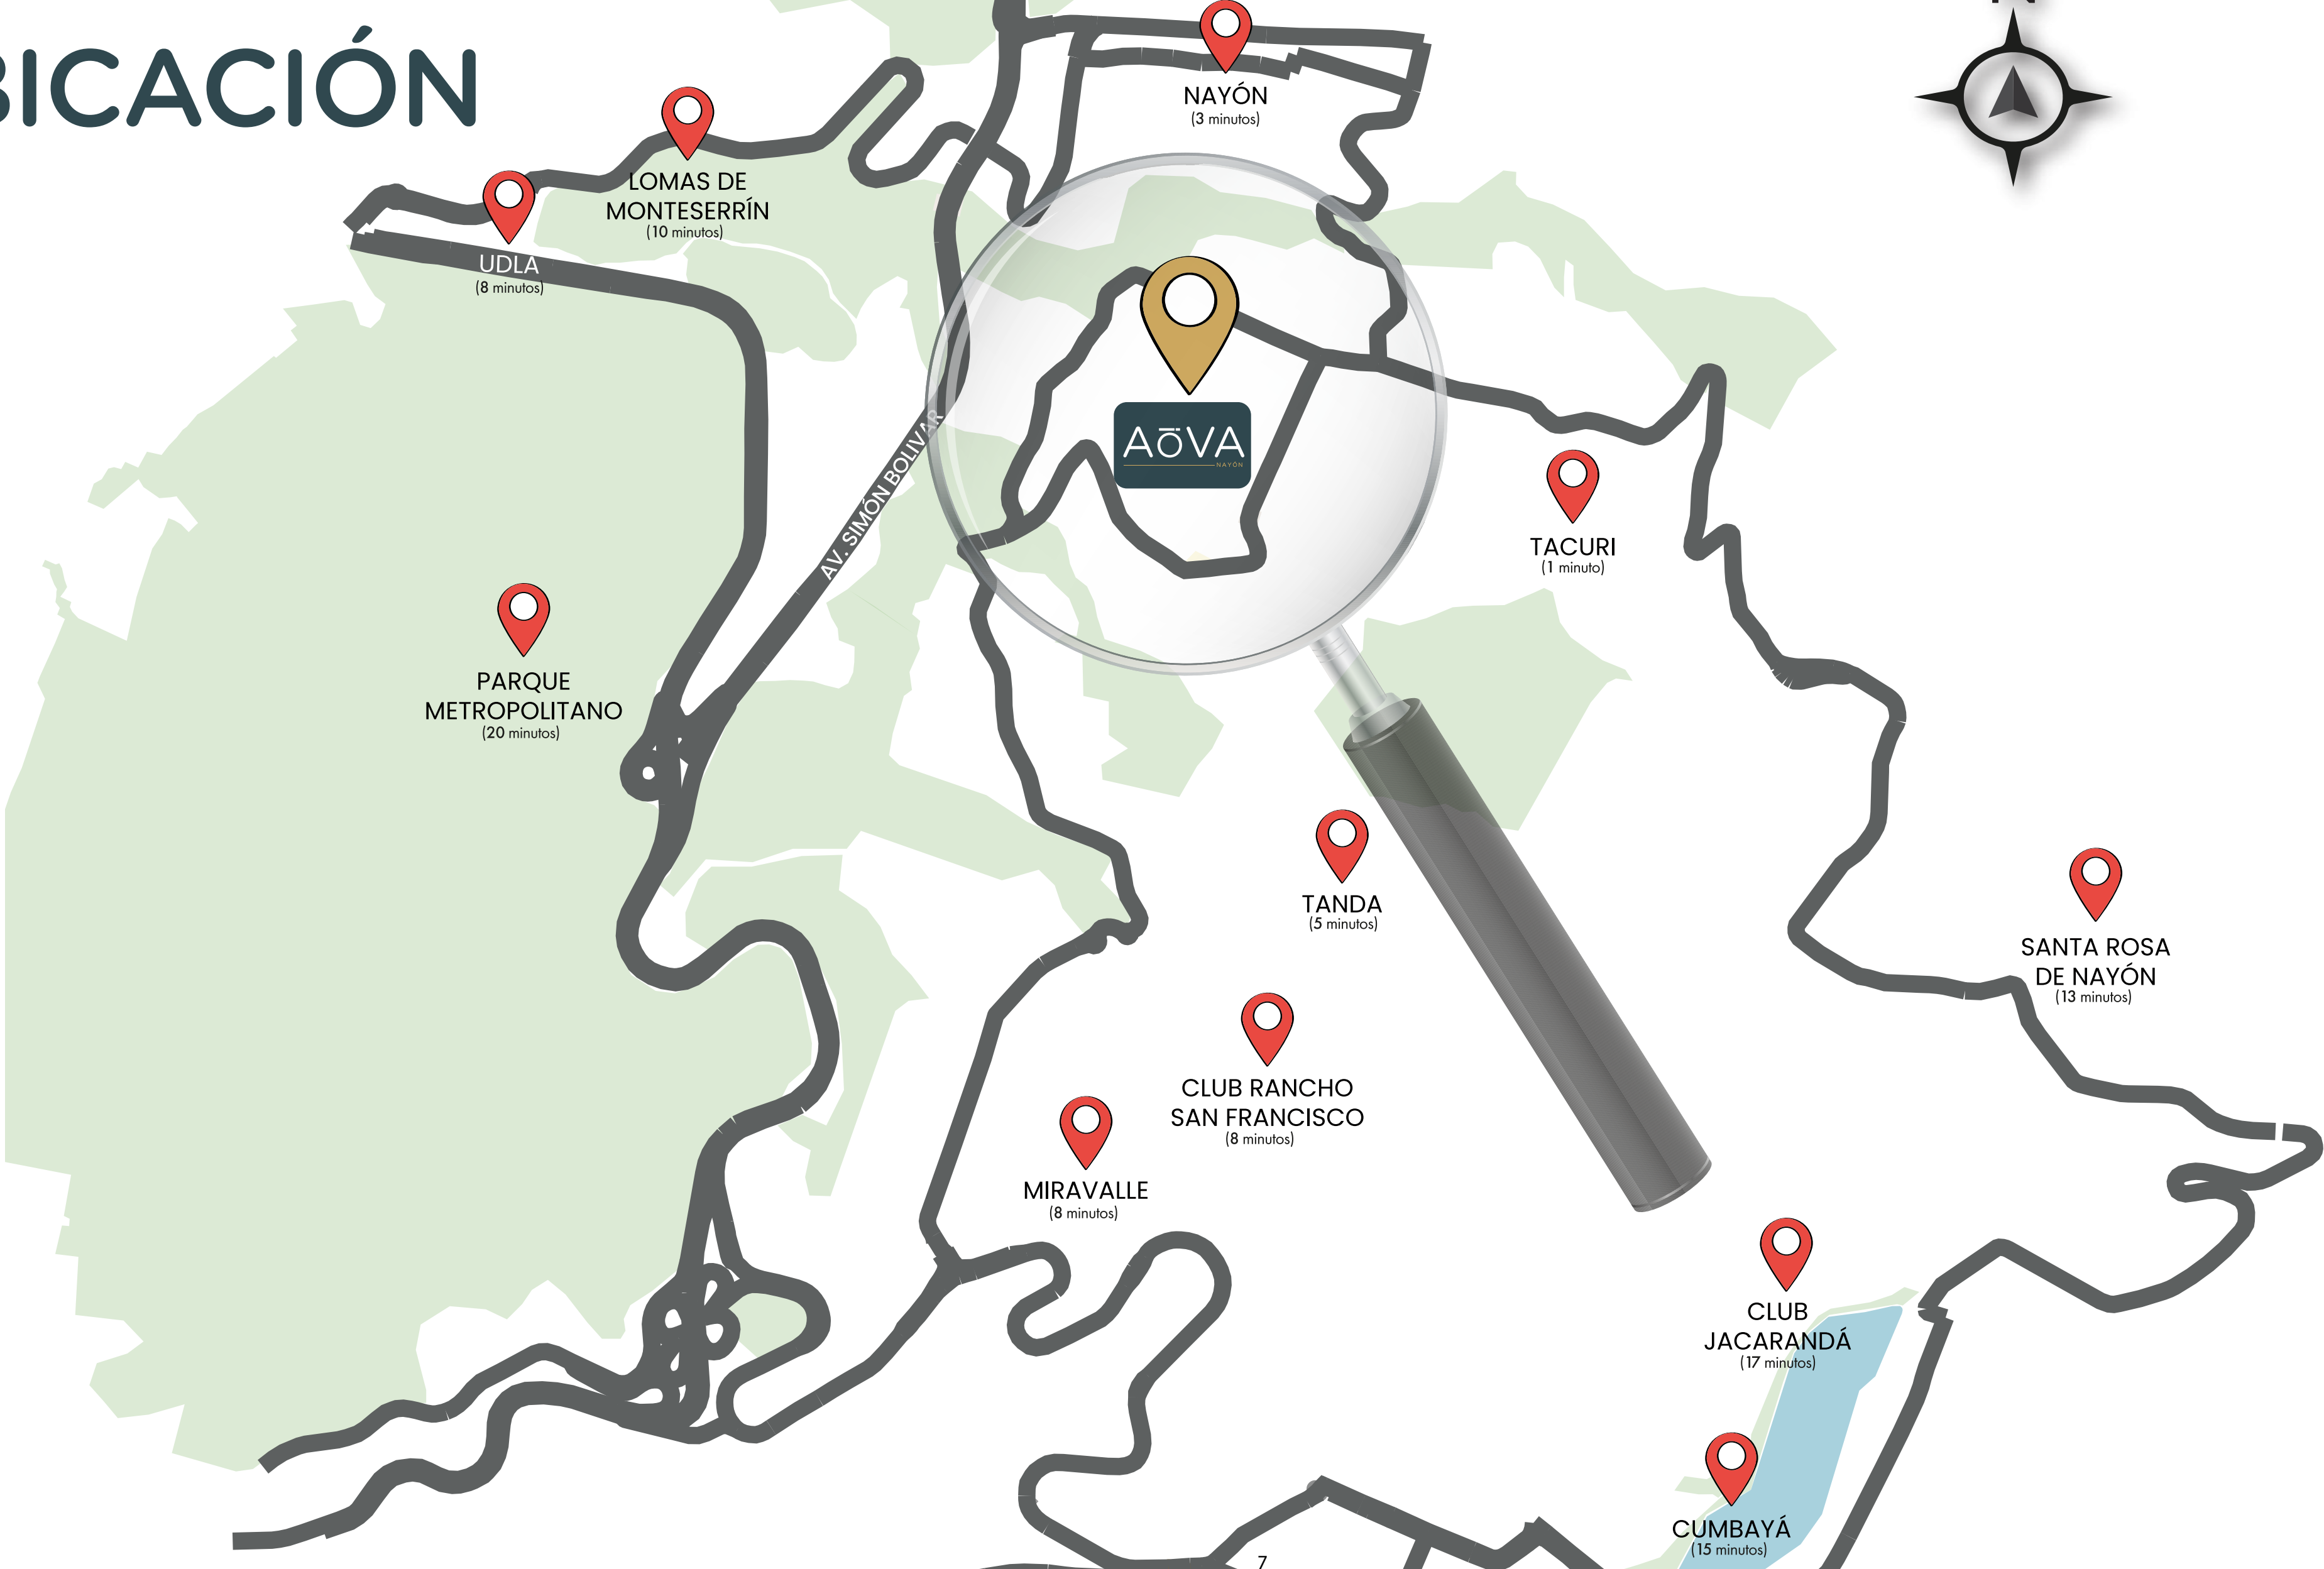 BICACIÓN
N
NAYÓN
(3 minutos)
LOMAS DE
MONTESERRÍN
(10 minutos)
UDLA
(8 minutos)
AV. SIMÓN BOLIVAR
AōVA
NAYÓN
TACURI
(1 minuto)
PARQUE
METROPOLITANO
(20 minutos)
TANDA
(5 minutos)
SANTA ROSA
DE NAYÓN
(13 minutos)
CLUB RANCHO
SAN FRANCISCO
(8 minutos)
MIRAVALLE
(8 minutos)
CLUB
JACARANDÁ
(17 minutos)
CUMBAYÁ
(15 minutos)
7